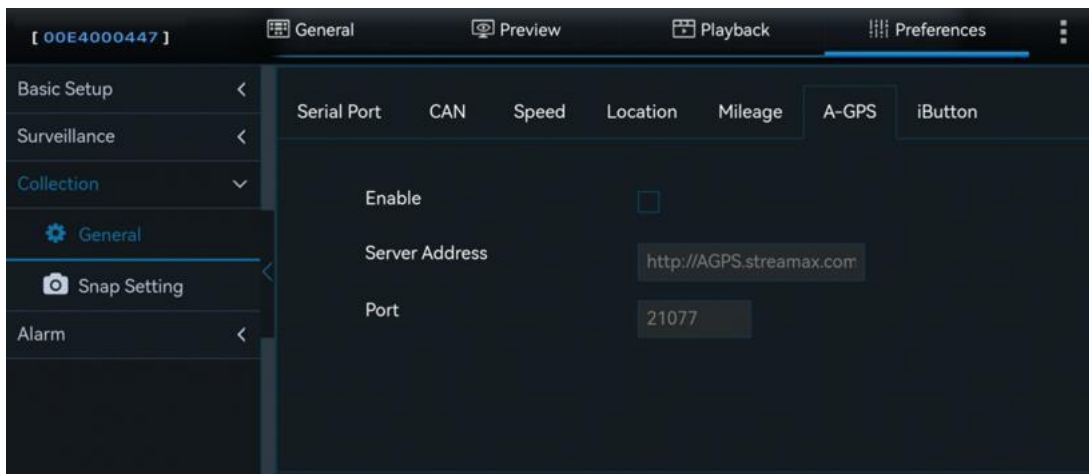 [ 00E4000447 ]
General
Preview
Playback
Preferences
Basic Setup
Surveillance
Collection
General
Snap Setting
Alarm
Serial Port
CAN
Speed
Location
Mileage
A-GPS
iButton
Enable
Server Address
http://AGPS.streamax.com
Port
21077